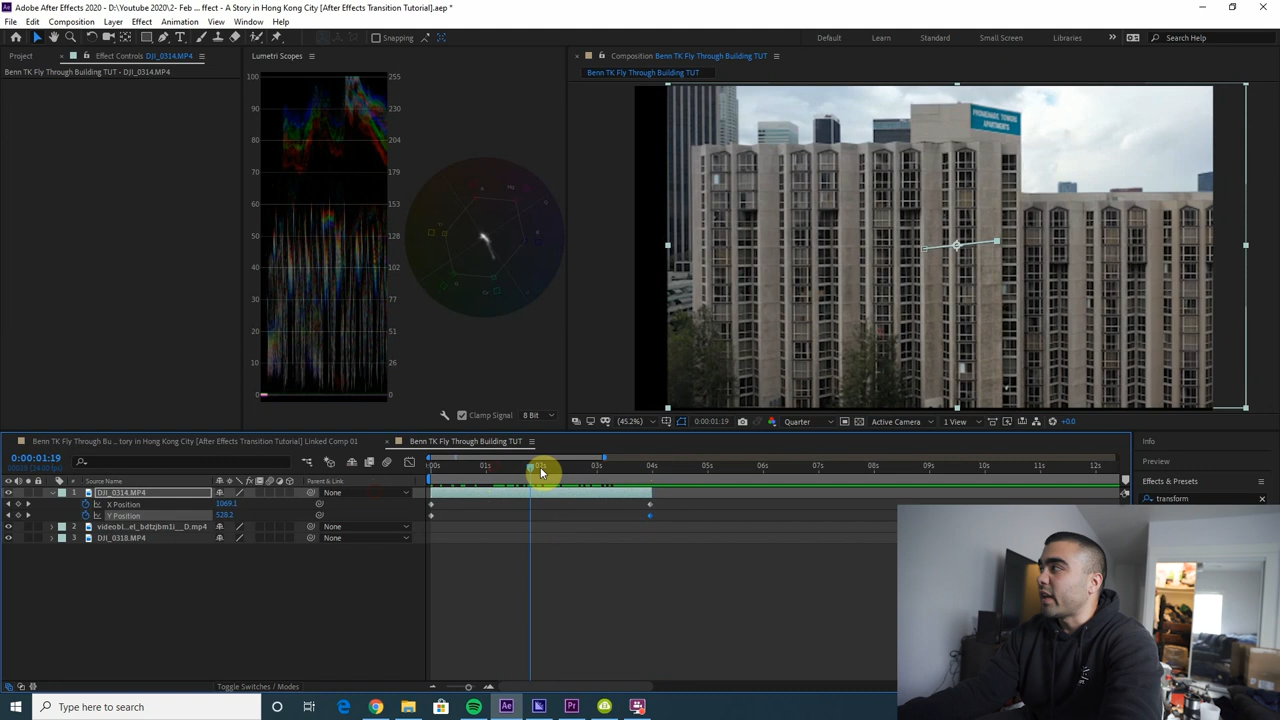 Adobe After Effects 2020 - D:\Youtube 2020\2- Feb ... ffect - A Story in Hong Kong City [After Effects Transition Tutorial].aep *
File Edit Composition Layer Effect Animation View Window Help
Snapping Default Learn Standard Small Screen Libraries Search Help
Project Effect Controls DJI_0314.MP4 Lumetri Scopes Composition Benn TK Fly Through Building TUT
Benn TK Fly Through Building TUT • DJI_0314.MP4
Benn TK Fly Through Building TUT
100 255
90 230
80 204
70 179
60 153
50 128
40 102
30 77
20 51
10 26
0 0
PROMENADE TOWERS
APARTMENTS
Clamp Signal 8 Bit
(45.2%) 0:00:01:19 Quarter Active Camera 1 View +0.0
Benn TK Fly Through Bu ... tory in Hong Kong City [After Effects Transition Tutorial] Linked Comp 01
Benn TK Fly Through Building TUT
0:00:01:19
:00s 01s 02s 03s 04s 05s 06s 07s 08s 09s 10s 11s 12s
# Source Name Parent & Link
1 DJI_0314.MP4 None
X Position 1069.1
Y Position 528.2
2 videobl...el_bdtzjbm1i__D.mp4 None
3 DJI_0318.MP4 None
Toggle Switches / Modes
Info
Preview
Effects & Presets
transform
Type here to search